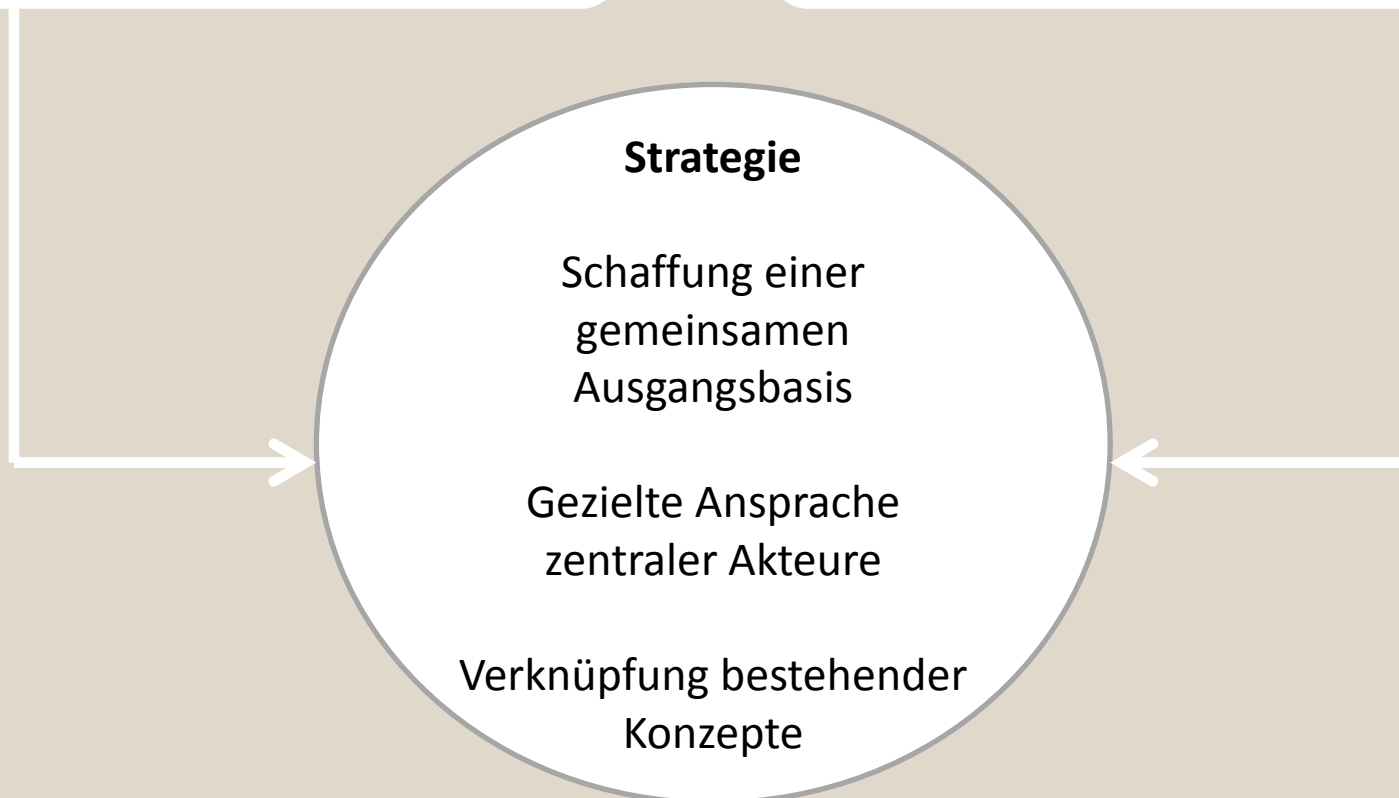 Strategie
Schaffung einer
gemeinsamen
Ausgangsbasis
Gezielte Ansprache
zentraler Akteure
Verknüpfung bestehender
Konzepte